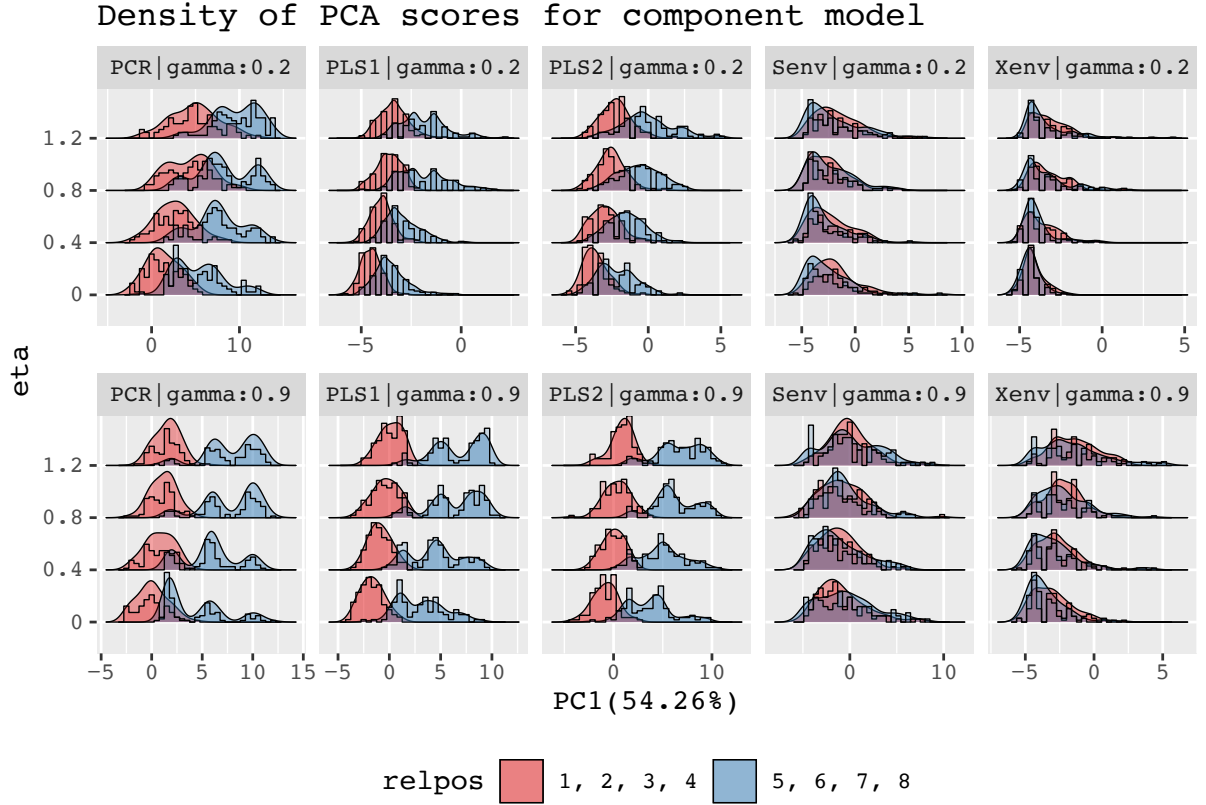 Density of PCA scores for component model
PCR|gamma:0.2 PLS1|gamma:0.2 PLS2|gamma:0.2 Senv|gamma:0.2 Xenv|gamma:0.2
1.2
0.8
0.4
0
0 10 −5 0 −5 0 5 −5 0 5 10 −5 0 5
eta
PCR|gamma:0.9 PLS1|gamma:0.9 PLS2|gamma:0.9 Senv|gamma:0.9 Xenv|gamma:0.9
1.2
0.8
0.4
0
−5 0 5 10 15 −5 0 5 10 0 5 10 0 10 −5 0 5
PC1(54.26%)
relpos 1, 2, 3, 4 5, 6, 7, 8